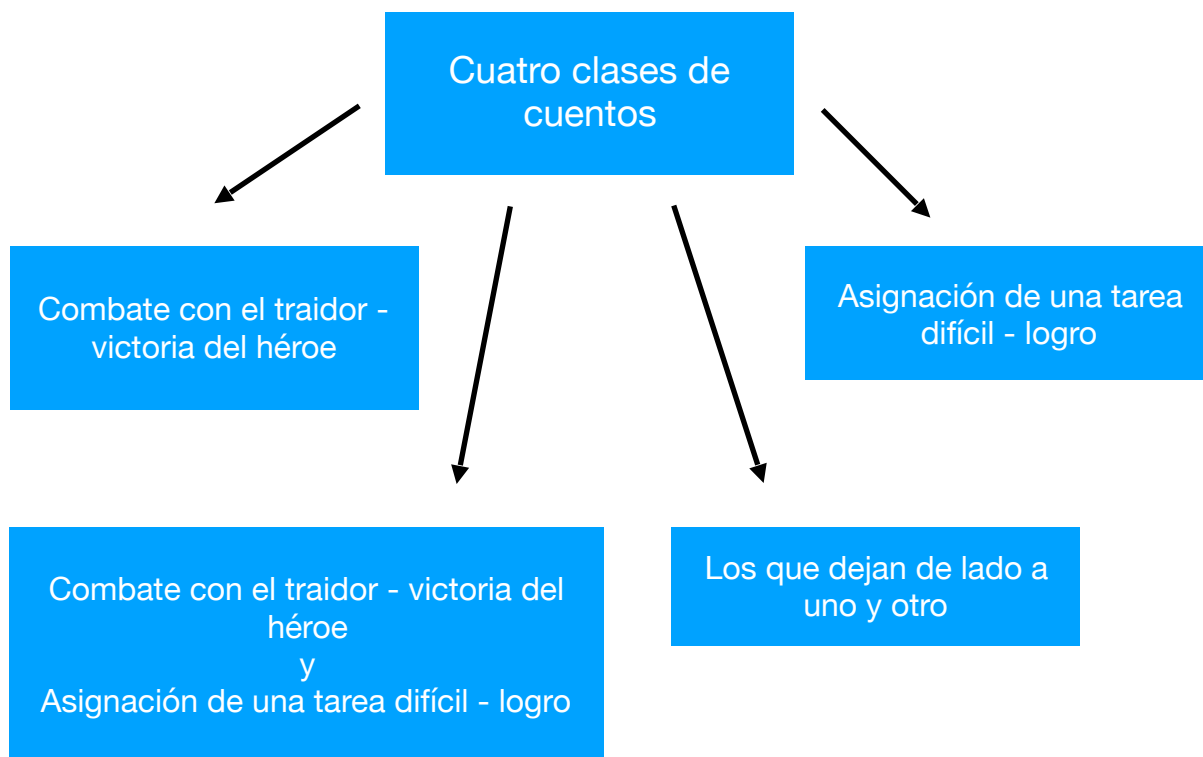 Cuatro clases de
cuentos
Combate con el traidor -
victoria del héroe
Asignación de una tarea
difícil - logro
Combate con el traidor - victoria del
héroe
y
Asignación de una tarea difícil - logro
Los que dejan de lado a
uno y otro